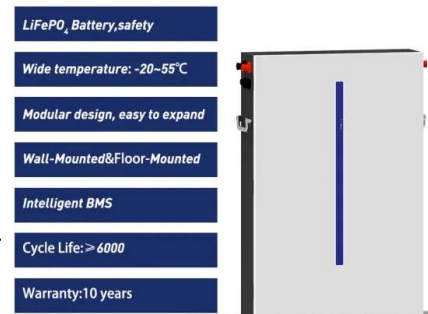 LiFePO₄ Battery,safety
Wide temperature: -20~55℃
Modular design, easy to expand
Wall-Mounted&Floor-Mounted
Intelligent BMS
Cycle Life:≥6000
Warranty:10 years